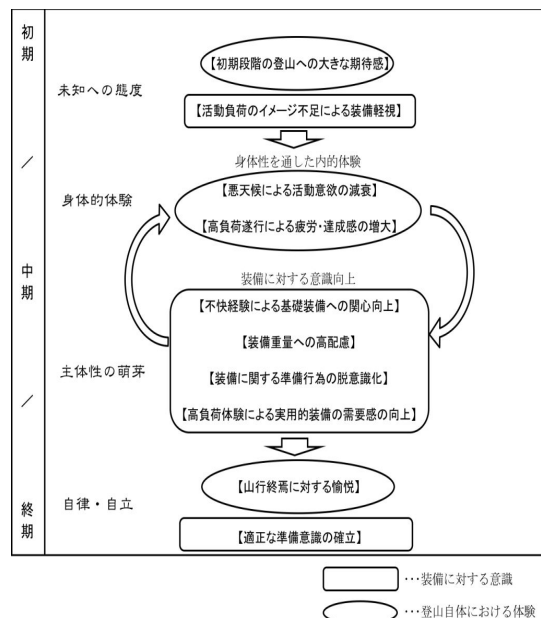 初期
【初期段階の登山への大きな期待感】
未知への態度
【活動負荷のイメージ不足による装備軽視】
／
身体性を通した内的体験
身体的体験
【悪天候による活動意欲の減衰】
【高負荷遂行による疲労・達成感の増大】
中期
装備に対する意識向上
【不快経験による基礎装備への関心向上】
【装備重量への高配慮】
主体性の萌芽
【装備に関する準備行為の脱意識化】
／
【高負荷体験による実用的装備の需要感の向上】
【山行終焉に対する愉悦】
自律・自立
終期
【適正な準備意識の確立】
・・・装備に対する意識
・・・登山自体における体験